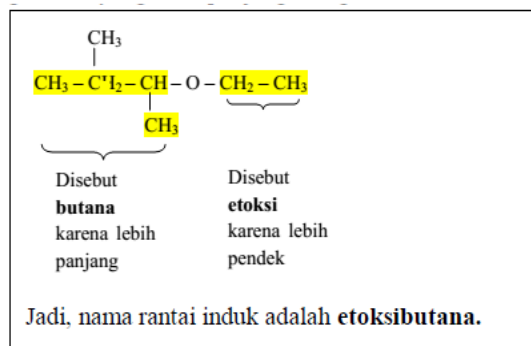 CH₃
CH₃ – CH₂ – CH – O – CH₂ – CH₃
CH₃
Disebut Disebut
butana etoksi
karena lebih karena lebih
panjang pendek
Jadi, nama rantai induk adalah etoksibutana.